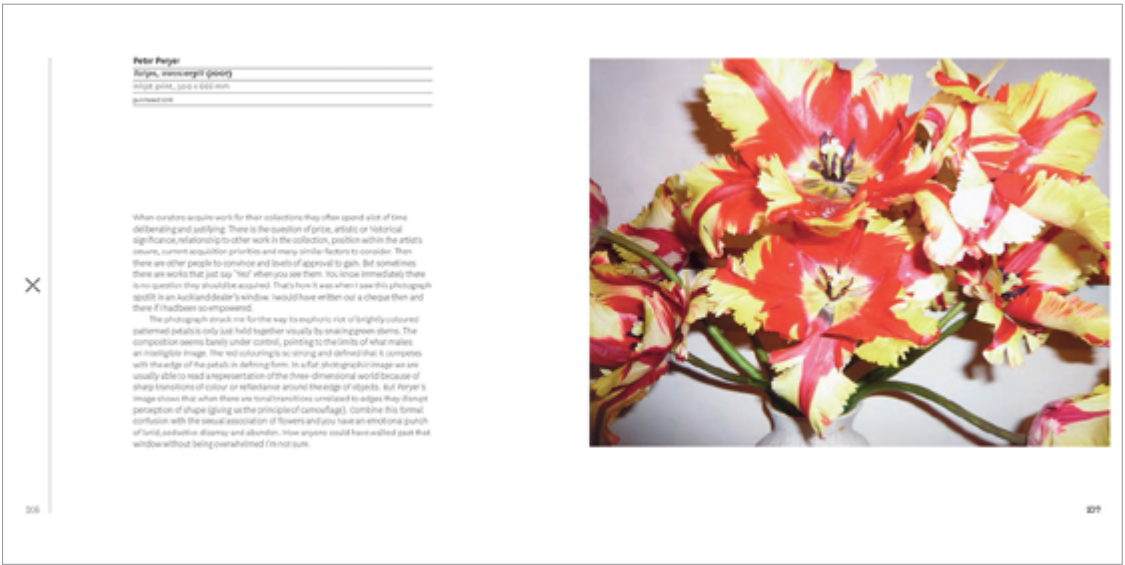 Peter Peryer
inkjet print,
purchased
When curators acquire work for their collections they often spend a lot of time
deliberating and justifying. There is the question of price, artistic or historical
significance, relationship to other work in the collection, position within the artist's
oeuvre, current acquisition priorities and many similar factors to consider. Then
there are other people to convince and levels of approval to gain. But sometimes
there are works that just say 'Yes!' when you see them. You know immediately there
is no question they should be acquired. That's how it was when I saw this photograph
spotlit in an Auckland dealer's window. I would have written out a cheque then and
there if I had been so empowered.
The photograph struck me for the way its euphoric riot of brightly coloured
patterned petals is only just held together visually by snaking green stems. The
composition seems barely under control, pointing to the limits of what makes
an intelligible image. The red colouring is so strong and defined that it competes
with the edge of the petals in defining form. In a flat photographic image we are
usually able to read a representation of the three-dimensional world because of
sharp transitions of colour or reflectance around the edge of objects. But Peryer's
image shows that when there are tonal transitions unrelated to edges they disrupt
perception of shape (giving us the principle of camouflage). Combine this formal
confusion with the sexual association of flowers and you have an emotional punch
of lurid, seductive disarray and abandon. How anyone could have walked past that
window without being overwhelmed I'm not sure.
107